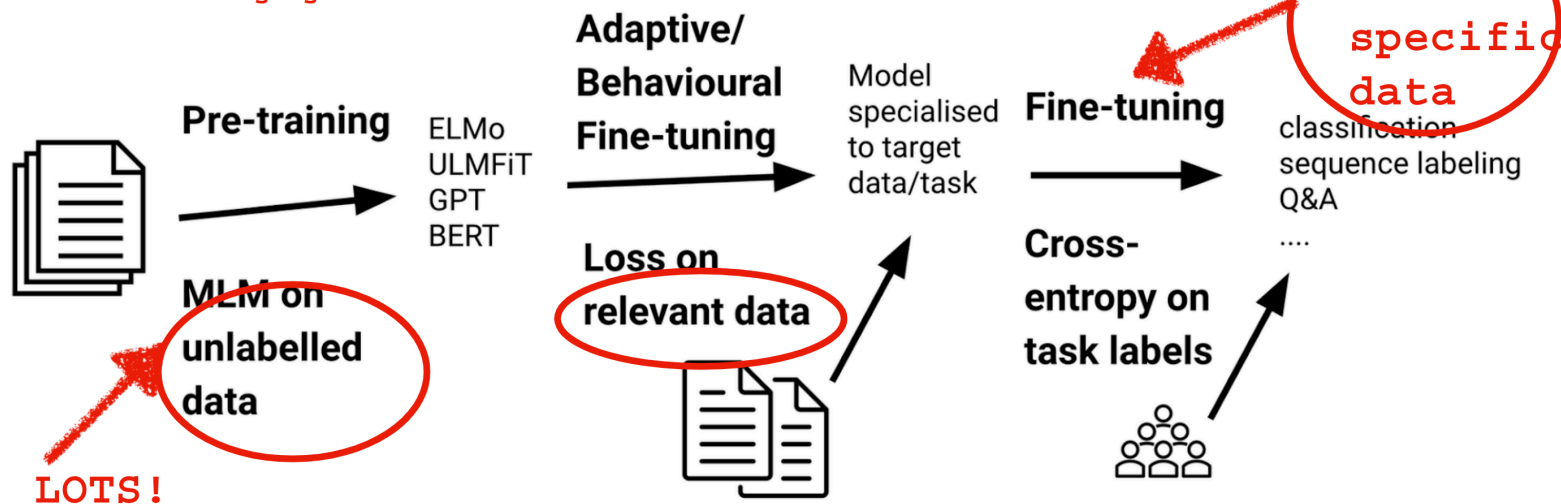 Adaptive/
Behavioural
Fine-tuning
specific
data
Pre-training
ELMo
ULMFiT
GPT
BERT
Model
specialised
to target
data/task
Fine-tuning
classification
sequence labeling
Q&A
....
MLM on
unlabelled
data
Loss on
relevant data
Cross-
entropy on
task labels
LOTS!